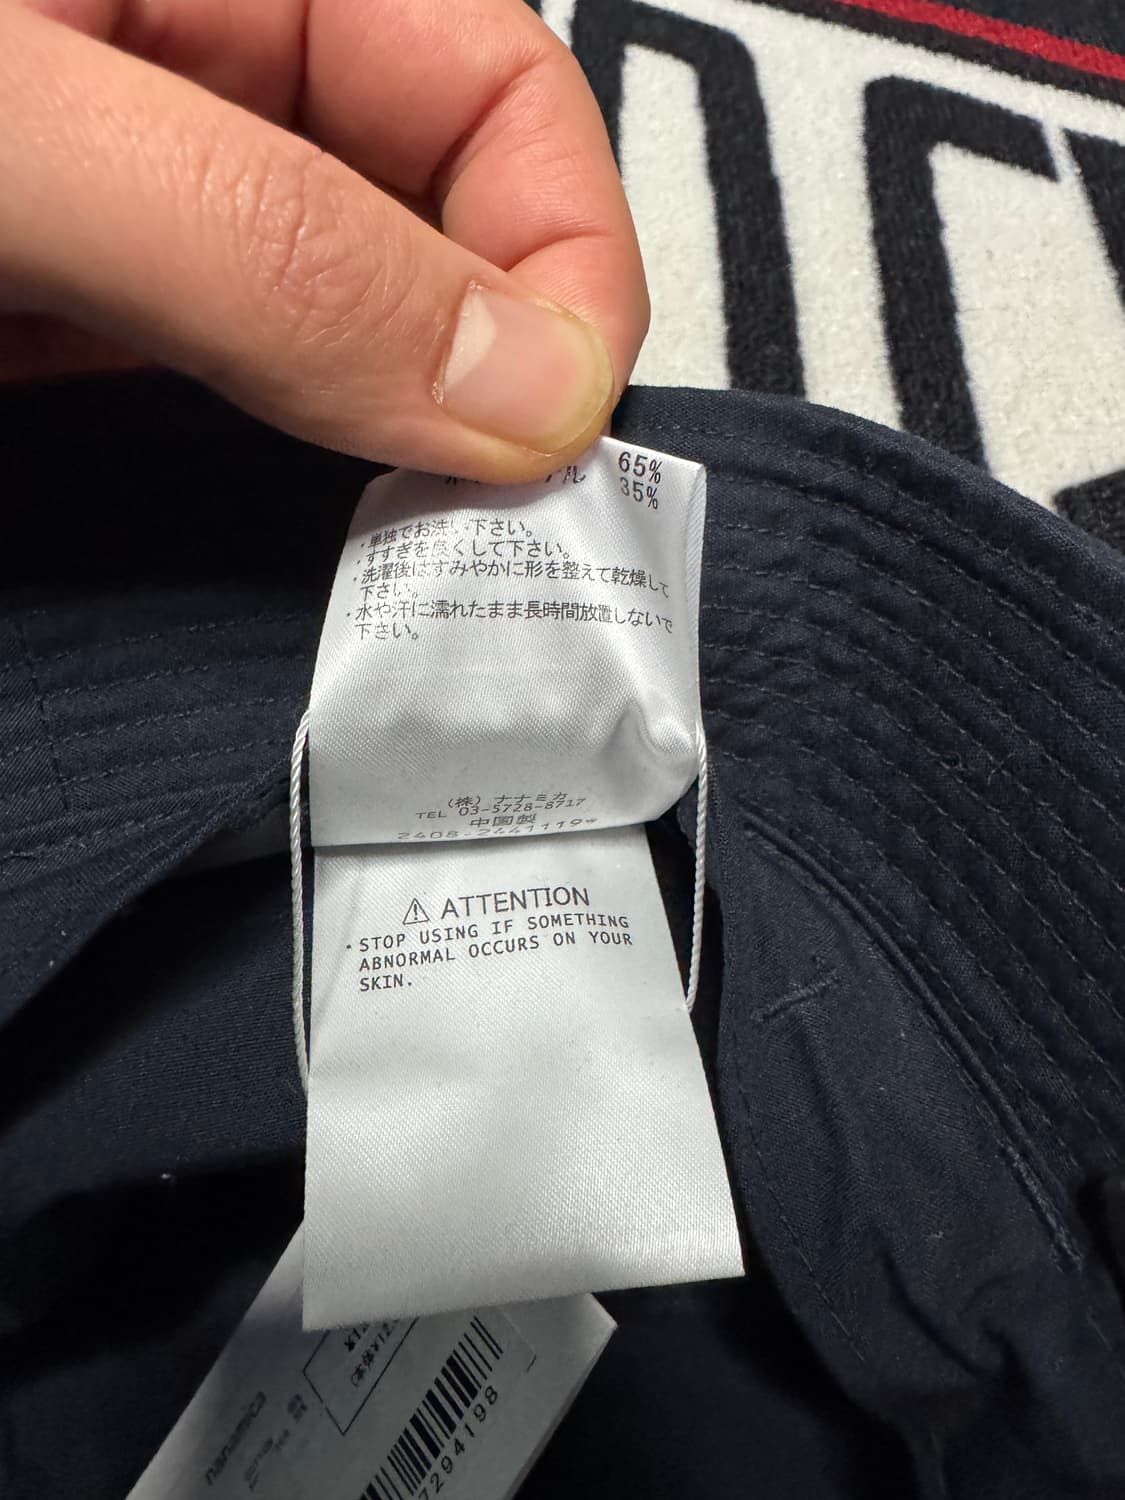 65%
35%
・単独でお洗い下さい。
・すすぎを良くして下さい。
・洗濯後はすみやかに形を整えて乾燥して
下さい。
・水や汗に濡れたまま長時間放置しないで
下さい。
(株) ナナミカ
TEL 03-5728-8717
中国製
⚠ ATTENTION
・STOP USING IF SOMETHING
ABNORMAL OCCURS ON YOUR
SKIN.
nanamica
7294198